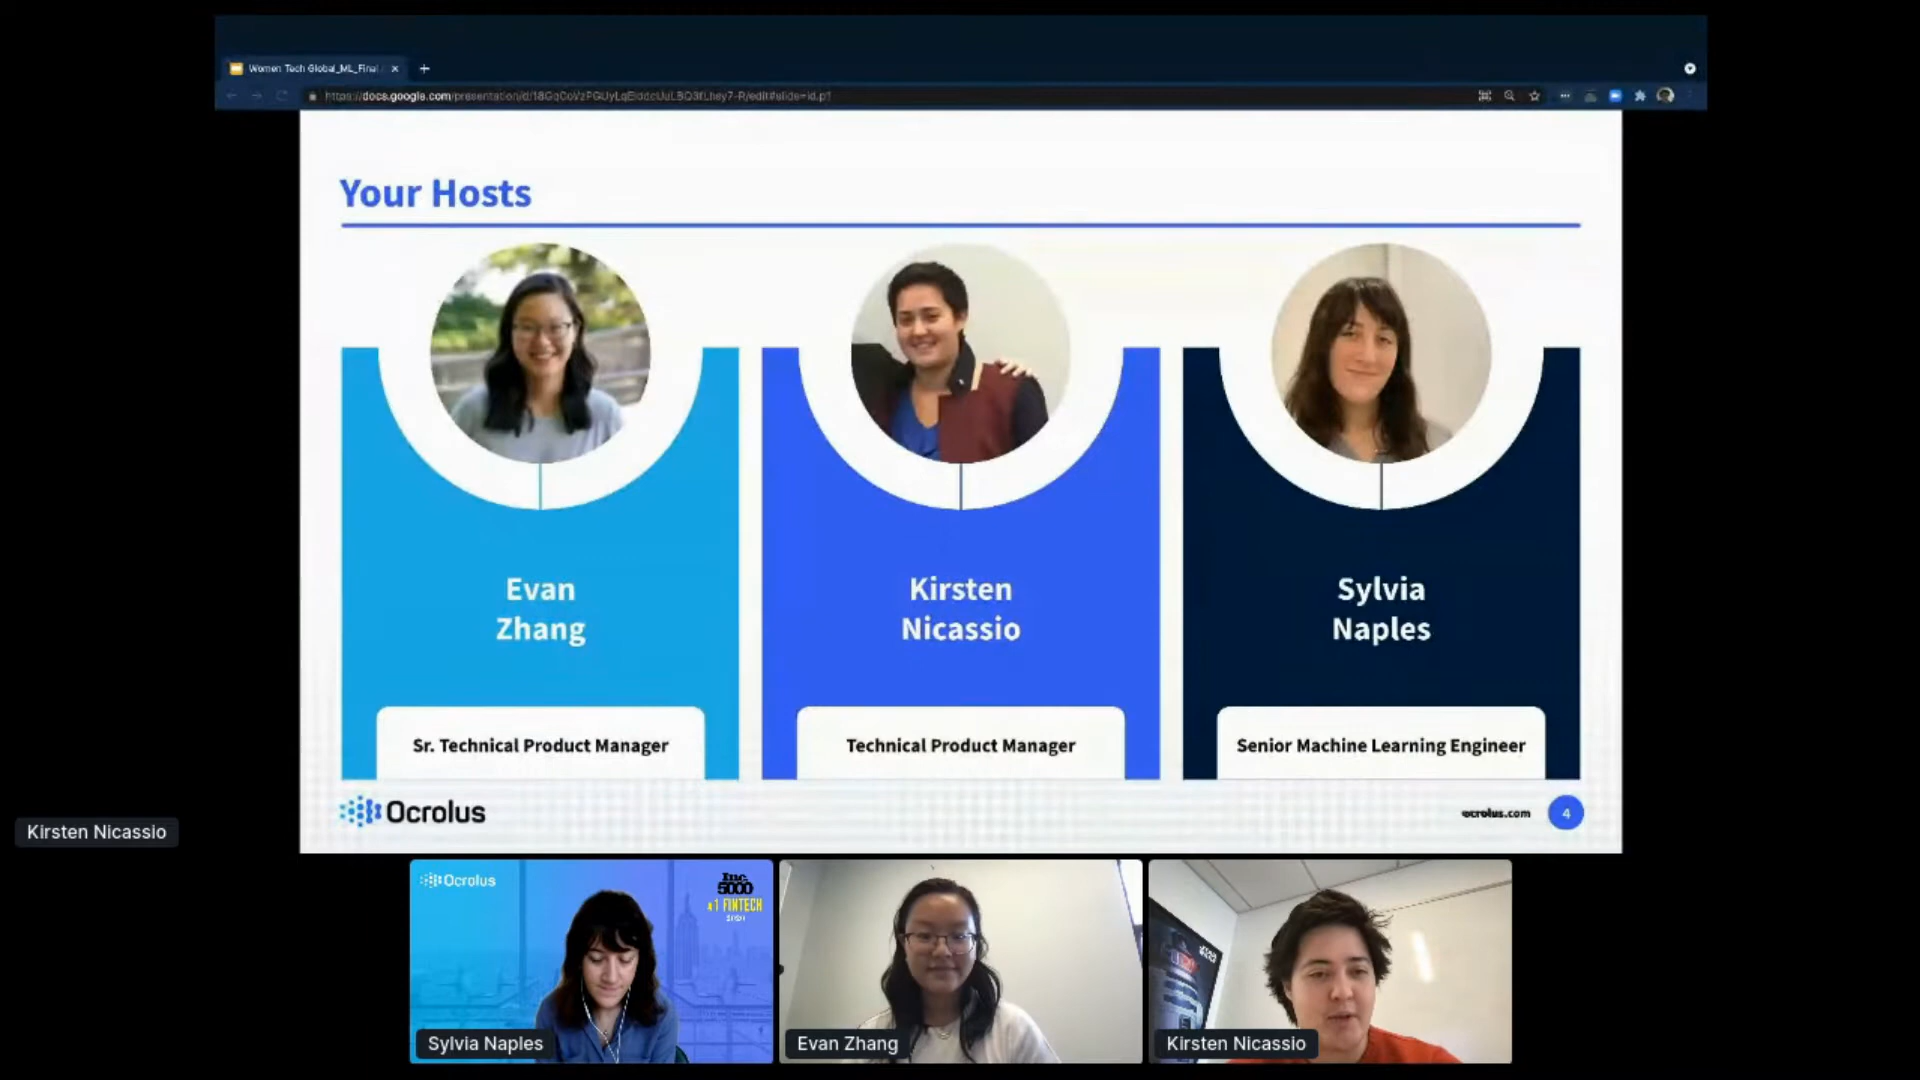 Women Tech Global_ML_Final
Your Hosts
Evan
Zhang
Kirsten
Nicassio
Sylvia
Naples
Sr. Technical Product Manager
Technical Product Manager
Senior Machine Learning Engineer
Ocrolus
ocrolus.com
4
Kirsten Nicassio
Ocrolus
Inc.
5000
#1 FINTECH
Sylvia Naples
Evan Zhang
Kirsten Nicassio